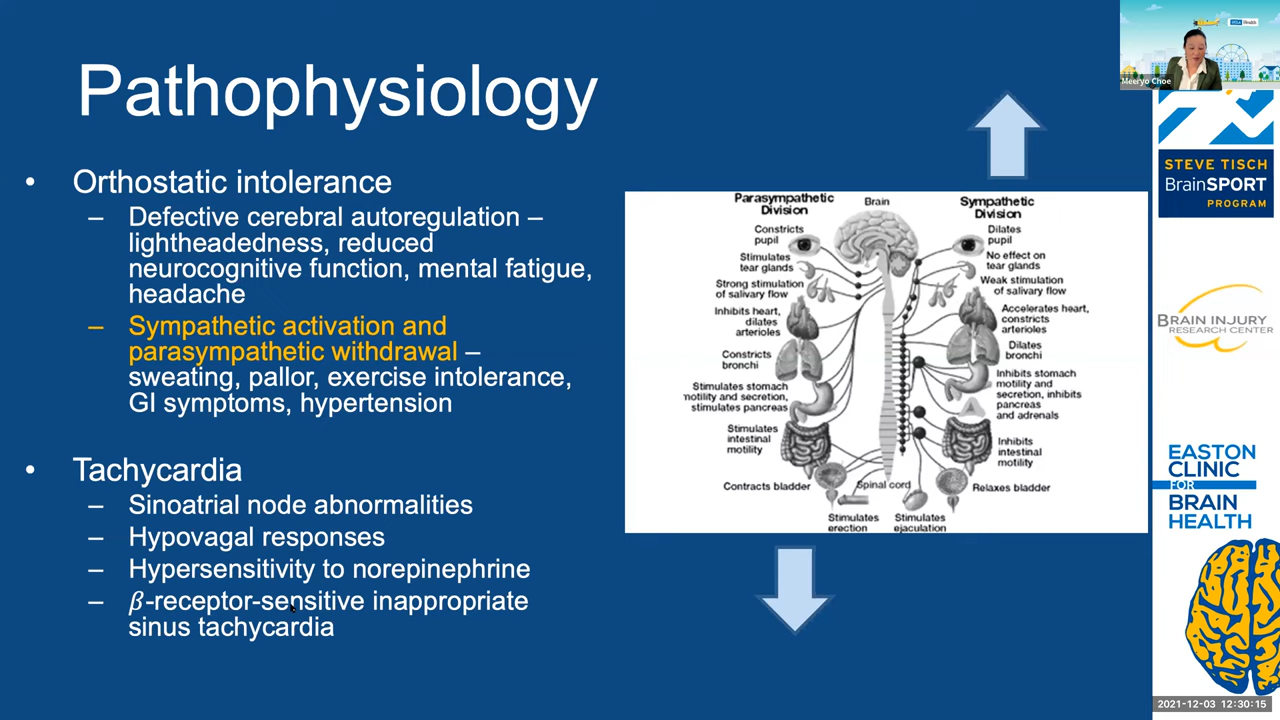 Pathophysiology
• Orthostatic intolerance
– Defective cerebral autoregulation –
lightheadedness, reduced
neurocognitive function, mental fatigue,
headache
– Sympathetic activation and
parasympathetic withdrawal –
sweating, pallor, exercise intolerance,
GI symptoms, hypertension
• Tachycardia
– Sinoatrial node abnormalities
– Hypovagal responses
– Hypersensitivity to norepinephrine
– β-receptor-sensitive inappropriate
sinus tachycardia
Parasympathetic
Division
Brain
Sympathetic
Division
Constricts
pupil
Stimulates
tear glands
Strong stimulation
of salivary flow
Inhibits heart,
dilates
arterioles
Constricts
bronchi
Stimulates stomach
motility and secretion,
stimulates pancreas
Stimulates
intestinal
motility
Contracts bladder
Spinal cord
Stimulates
erection
Stimulates
ejaculation
Dilates
pupil
No effect on
tear glands
Weak stimulation
of salivary flow
Accelerates heart,
constricts
arterioles
Dilates
bronchi
Inhibits stomach
motility and
secretion, inhibits
pancreas
and adrenals
Inhibits
intestinal
motility
Relaxes bladder
Health
Meeryo Choe
STEVE TISCH
BrainSPORT
PROGRAM
BRAIN INJURY
RESEARCH CENTER
EASTON
CLINIC
FOR
BRAIN
HEALTH
2021-12-03 12:30:15